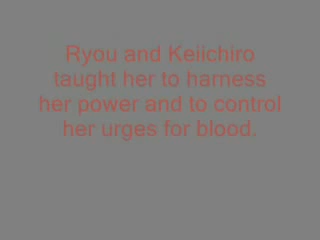 Ryou and Keiichiro
taught her to harness
her power and to control
her urges for blood.